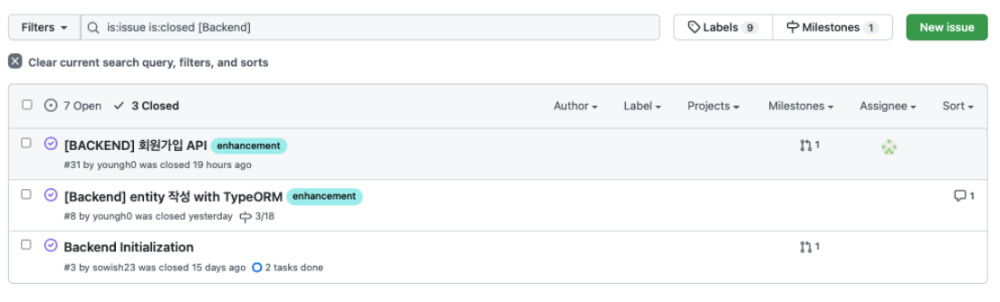 Filters is:issue is:closed [Backend] Labels 9 Milestones 1 New issue
Clear current search query, filters, and sorts
7 Open 3 Closed Author Label Projects Milestones Assignee Sort
[BACKEND] 회원가입 API enhancement 1
#31 by youngh0 was closed 19 hours ago
[Backend] entity 작성 with TypeORM enhancement 1
#8 by youngh0 was closed yesterday 3/18
Backend Initialization 1
#3 by sowish23 was closed 15 days ago 2 tasks done